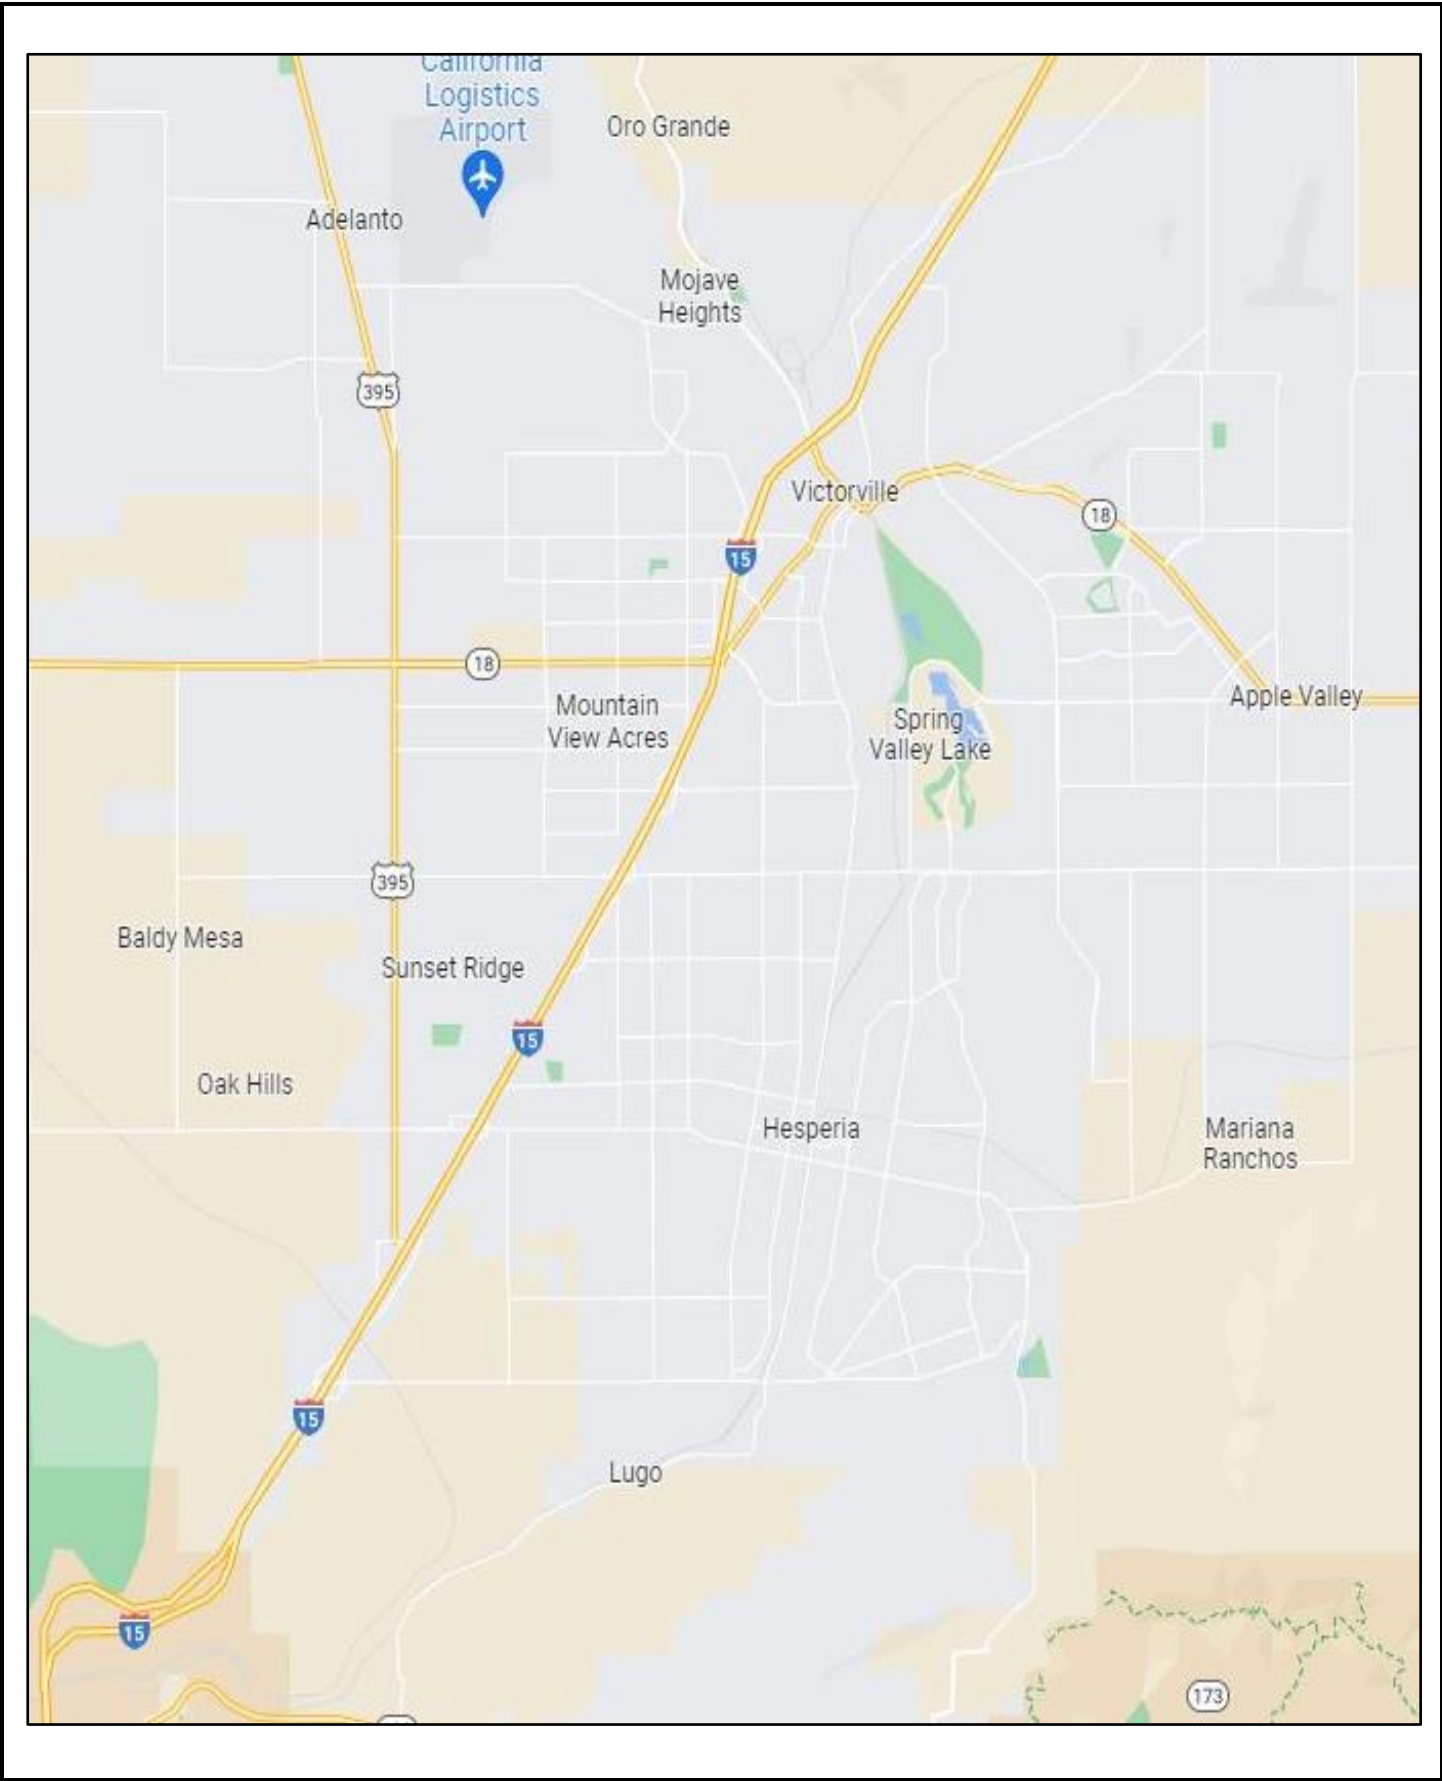 California
Logistics
Airport
Oro Grande
Adelanto
Mojave
Heights
395
Victorville
18
15
18
Mountain
View Acres
Apple Valley
Spring
Valley Lake
395
Baldy Mesa
Sunset Ridge
15
Oak Hills
Hesperia
Mariana
Ranchos
15
Lugo
15
173